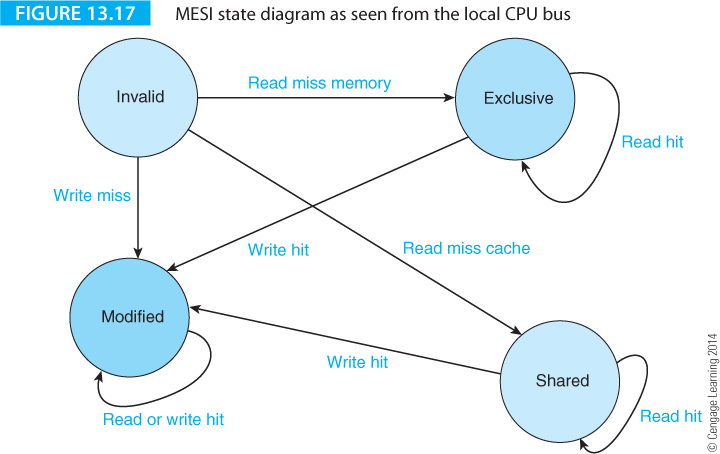 FIGURE 13.17 MESI state diagram as seen from the local CPU bus
Invalid
Read miss memory
Exclusive
Read hit
Write miss
Write hit
Read miss cache
Modified
Write hit
Shared
Read or write hit
Read hit
© Cengage Learning 2014